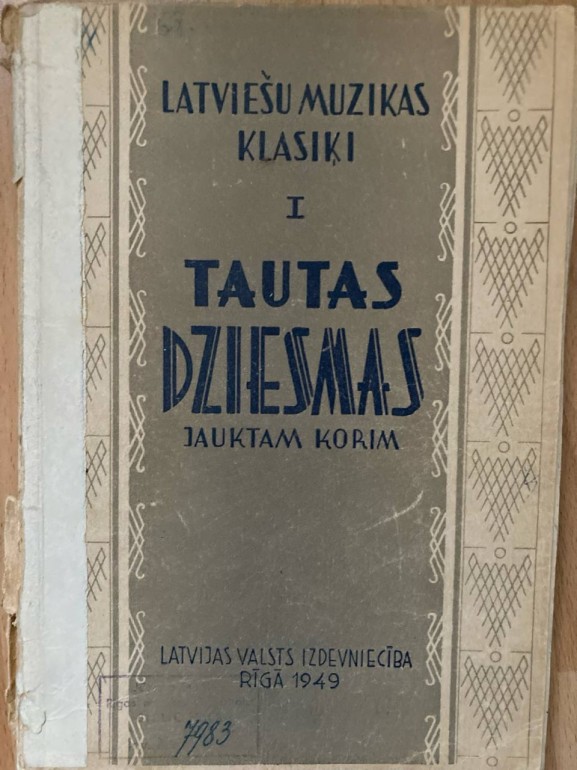 LATVIEŠU MUZIKAS
KLASIĶI
I
TAUTAS
DZIESMAS
JAUKTAM KORIM
LATVIJAS VALSTS IZDEVNIECĪBA
RĪGĀ 1949
7983